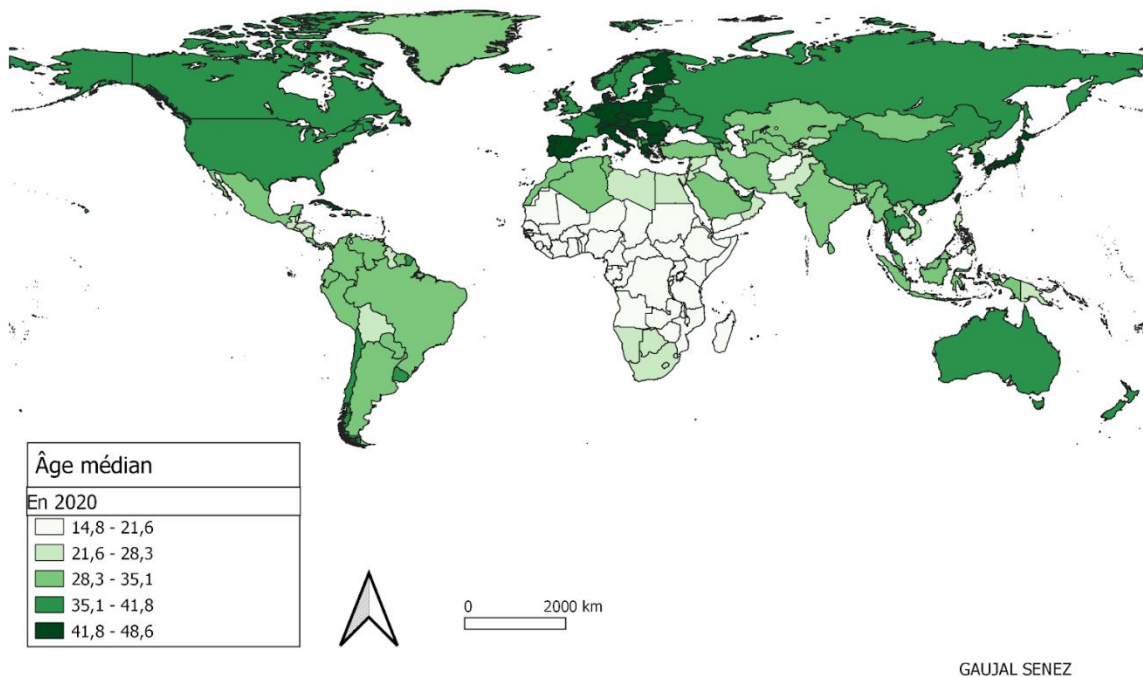 Âge médian
En 2020
14,8 - 21,6
21,6 - 28,3
28,3 - 35,1
35,1 - 41,8
41,8 - 48,6
0 2000 km
GAUJAL SENEZ